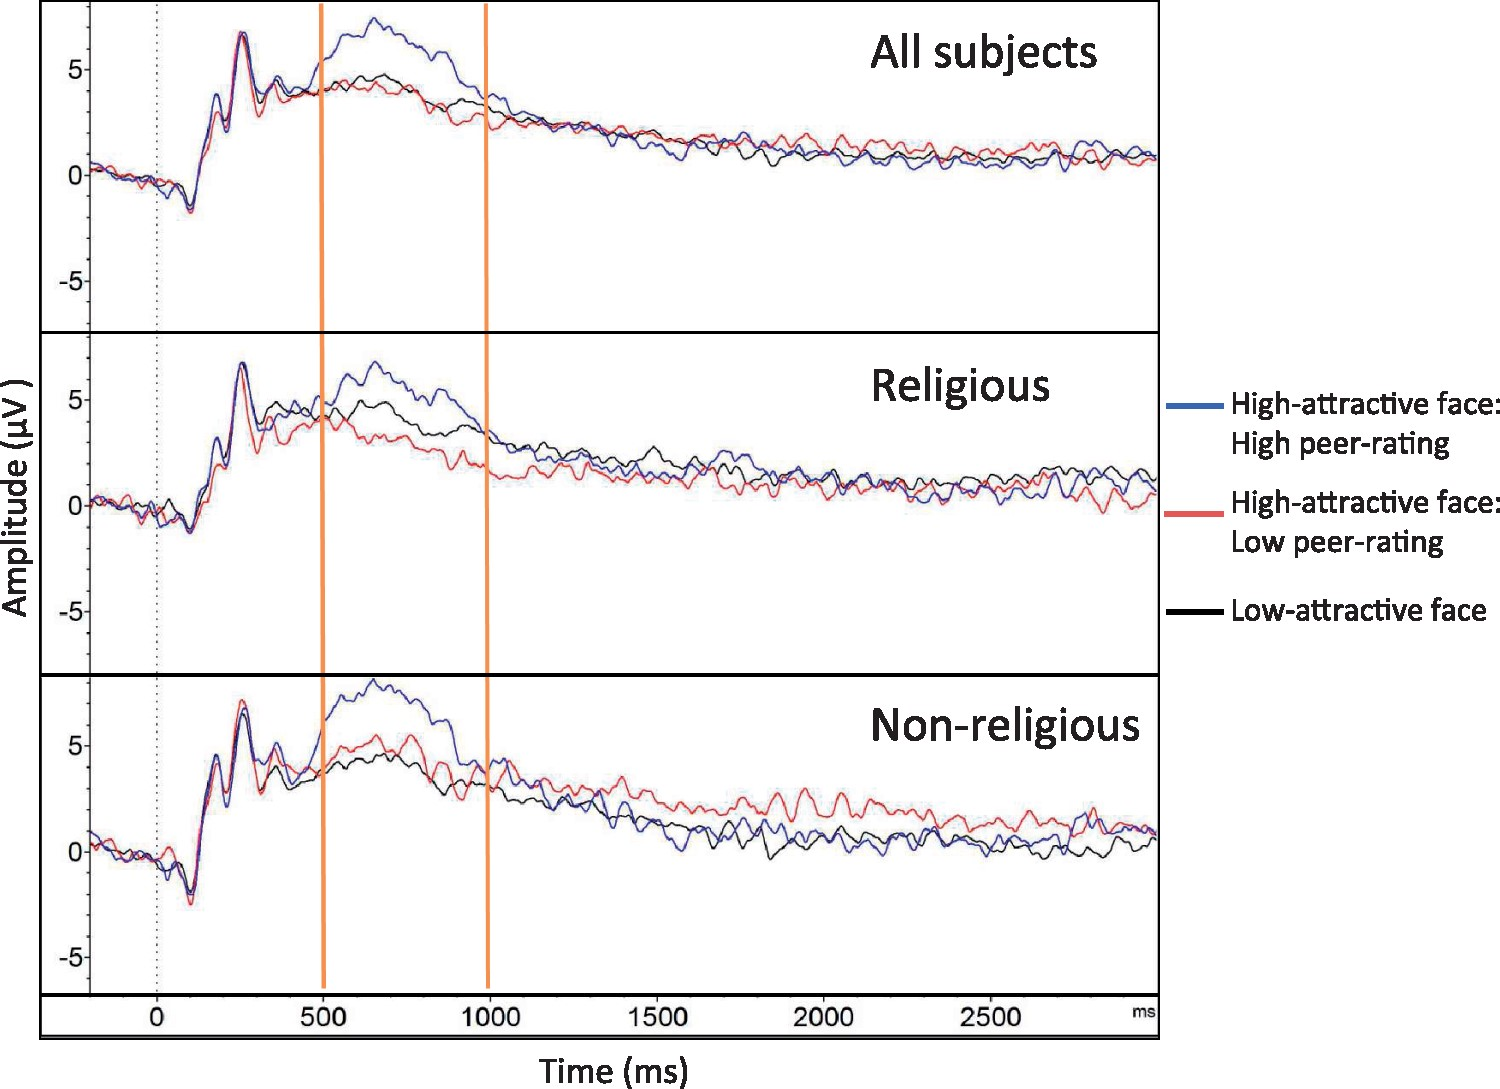 All subjects
5
0
-5
Religious
5
0
-5
Non-religious
5
0
-5
Amplitude (µV )
0 500 1000 1500 2000 2500 ms
Time (ms)
High-attractive face:
High peer-rating
High-attractive face:
Low peer-rating
Low-attractive face